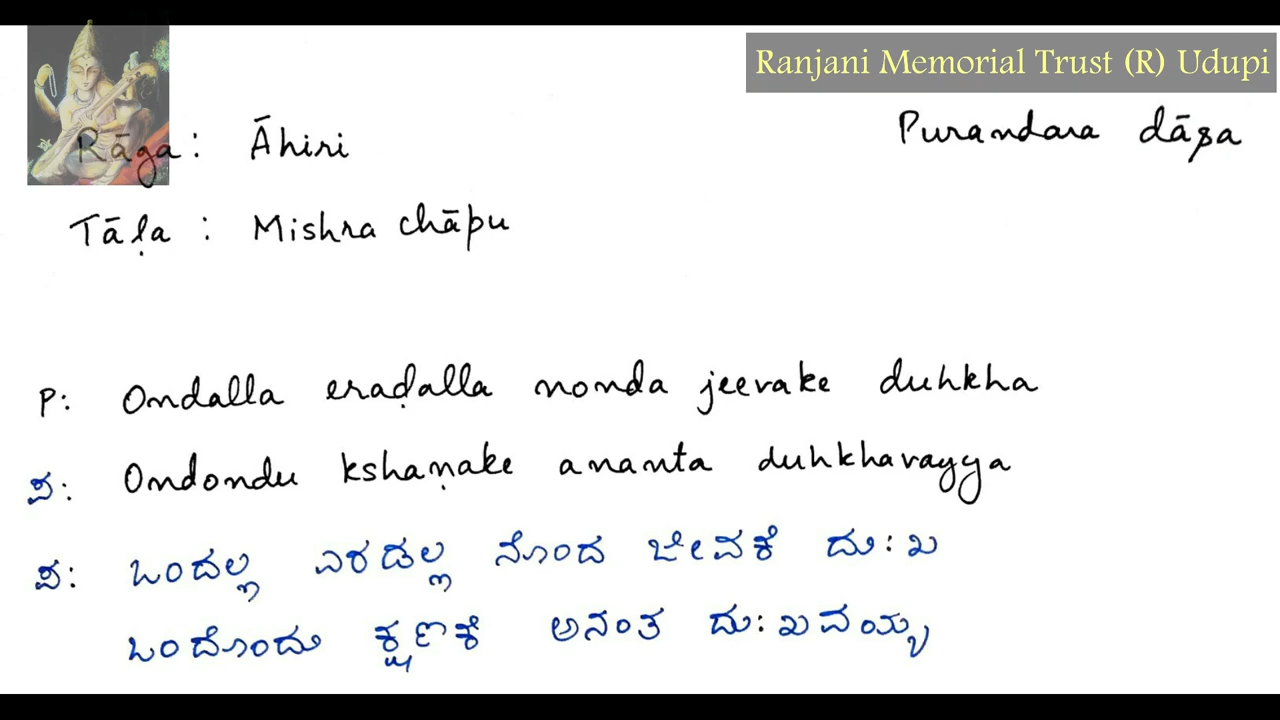 Ranjani Memorial Trust (R) Udupi
Purandara dāsa
Rāga : Āhiri
Tāḷa : Mishra chāpu
P: Ondalla eraḍalla nonda jeevake duhkha
ಪ: Ondondu kshaṇake ananta duhkhavayya
ಪ: ಒಂದಲ್ಲ ಎರಡಲ್ಲ ನೊಂದ ಜೀವಕೆ ದುಃಖ
ಒಂದೊಂದು ಕ್ಷಣಕೆ ಅನಂತ ದುಃಖವಯ್ಯ